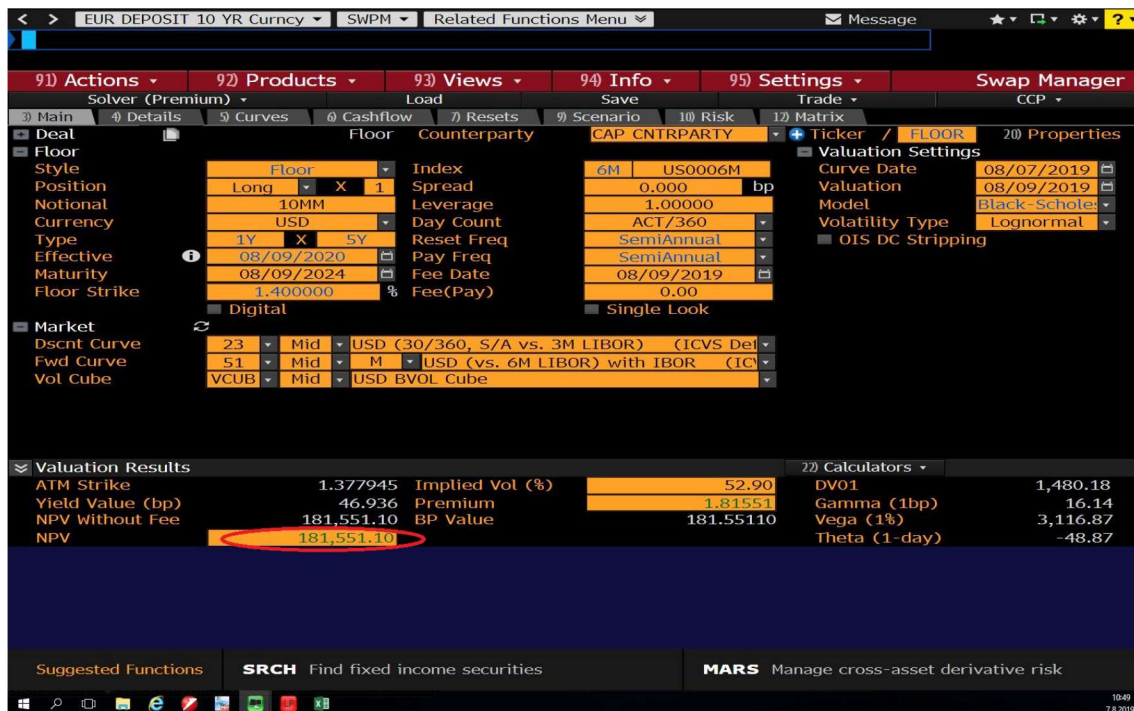 < > EUR DEPOSIT 10 YR Curncy SWPM Related Functions Menu Message ?
91) Actions 92) Products 93) Views 94) Info 95) Settings Swap Manager
Solver (Premium) Load Save Trade CCP
3) Main 4) Details 5) Curves 6) Cashflow 7) Resets 9) Scenario 10) Risk 12) Matrix
Deal Floor Counterparty CAP CNTRPARTY Ticker / FLOOR 20) Properties
Floor Valuation Settings
Style Floor Index 6M US0006M Curve Date 08/07/2019
Position Long X 1 Spread 0.000 bp Valuation 08/09/2019
Notional 10MM Leverage 1.00000 Model Black-Scholes
Currency USD Day Count ACT/360 Volatility Type Lognormal
Type 1Y X 5Y Reset Freq SemiAnnual OIS DC Stripping
Effective 08/09/2020 Pay Freq SemiAnnual
Maturity 08/09/2024 Fee Date 08/09/2019
Floor Strike 1.400000 % Fee(Pay) 0.00
Digital Single Look
Market
Dscnt Curve 23 Mid USD (30/360, S/A vs. 3M LIBOR) (ICVS Def
Fwd Curve 51 Mid M USD (vs. 6M LIBOR) with IBOR (IC
Vol Cube VCUB Mid USD BVOL Cube
Valuation Results 22) Calculators
ATM Strike 1.377945 Implied Vol (%) 52.90 DV01 1,480.18
Yield Value (bp) 46.936 Premium 1.81551 Gamma (1bp) 16.14
NPV Without Fee 181,551.10 BP Value 181.55110 Vega (1%) 3,116.87
NPV 181,551.10 Theta (1-day) -48.87
Suggested Functions SRCH Find fixed income securities MARS Manage cross-asset derivative risk
10:49
7.8.2019